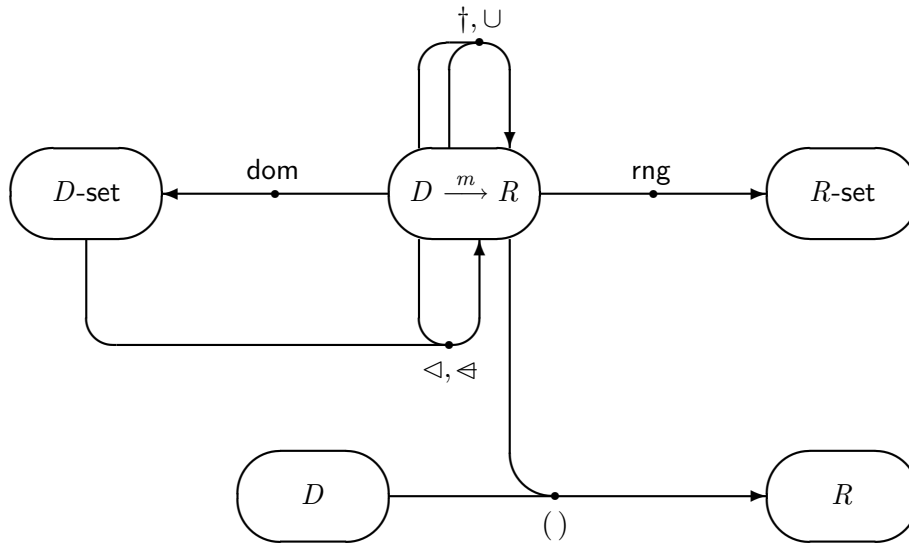 †, ∪
dom
rng
D-set
D m⟶ R
R-set
⊲, ⩤
D
R
( )